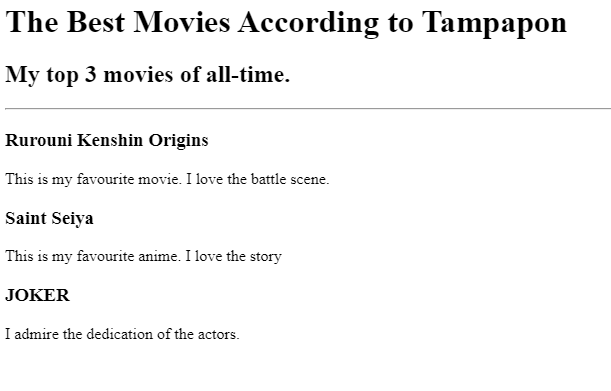 The Best Movies According to Tampapon
My top 3 movies of all-time.
Rurouni Kenshin Origins
This is my favourite movie. I love the battle scene.
Saint Seiya
This is my favourite anime. I love the story
JOKER
I admire the dedication of the actors.